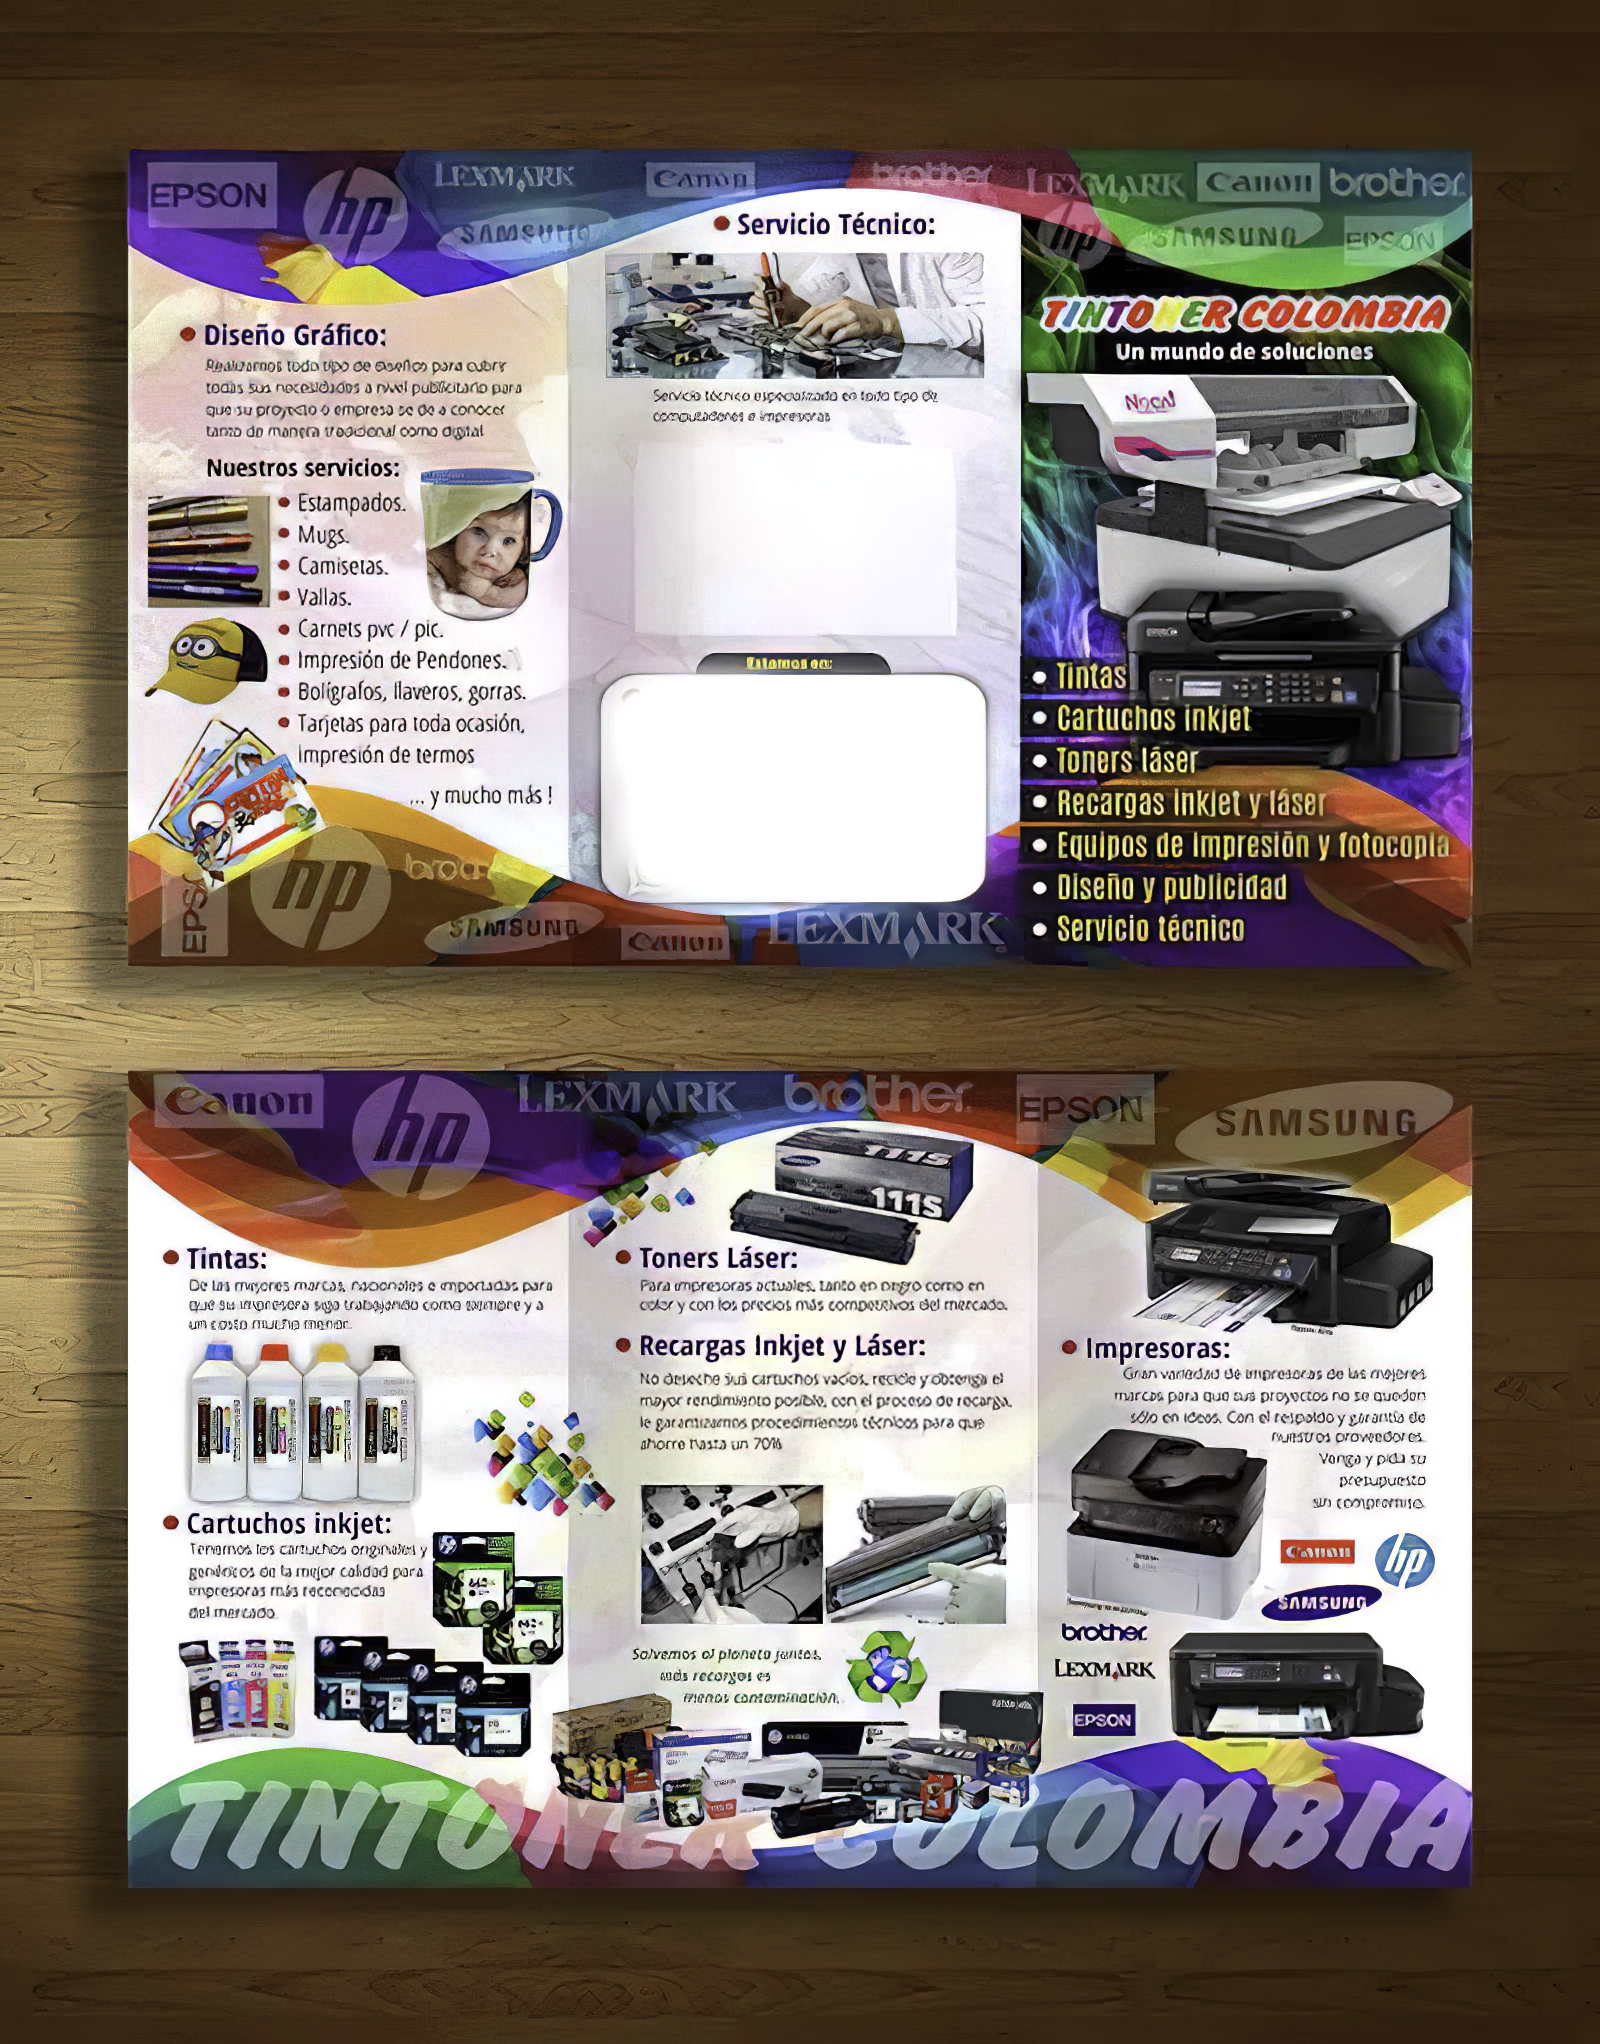 EPSON
hp
LEXMARK
SAMSUNG
Canon
brother
LEXMARK
Canon
brother
hp
SAMSUNG
EPSON
Diseño Gráfico:
Realizamos todo tipo de diseños para cubrir
todas sus necesidades a nivel publicitario para
que su proyecto o empresa se de a conocer
tanto de manera tradicional como digital
Nuestros servicios:
Estampados.
Mugs.
Camisetas.
Vallas.
Carnets pvc / pic.
Impresión de Pendones.
Bolígrafos, llaveros, gorras.
Tarjetas para toda ocasión,
Impresión de termos
... y mucho más !
EPS
hp
SAMSUNG
Canon
LEXMARK
Servicio Técnico:
Servicio técnico especializado en todo tipo de
computadores e impresoras
Estamos en:
TINTONER COLOMBIA
Un mundo de soluciones
Tintas
Cartuchos inkjet
Toners láser
Recargas Inkjet y láser
Equipos de impresión y fotocopia
Diseño y publicidad
Servicio técnico
Canon
hp
LEXMARK
brother
EPSON
SAMSUNG
Tintas:
De las mejores marcas, nacionales e importadas para
que su impresora siga trabajando como siempre y a
un costo mucho menor.
Cartuchos inkjet:
Tenemos los cartuchos originales y
genéricos de la mejor calidad para
impresoras más reconocidas
del mercado.
111S
Toners Láser:
Para impresoras actuales, tanto en negro como en
color y con los precios más competitivos del mercado.
Recargas Inkjet y Láser:
No deseche sus cartuchos vacíos, recicle y obtenga el
mayor rendimiento posible, con el proceso de recarga,
le garantizamos procedimientos técnicos para que
ahorre hasta un 70%
Salvemos el planeta juntos,
más recargas es
menos contaminación.
Impresoras:
Gran variedad de impresoras de las mejores
marcas para que sus proyectos no se queden
sólo en ideas. Con el respaldo y garantía de
nuestros proveedores.
Venga y pida su
presupuesto
sin compromiso.
Canon
hp
SAMSUNG
brother
LEXMARK
EPSON
TINTONER COLOMBIA